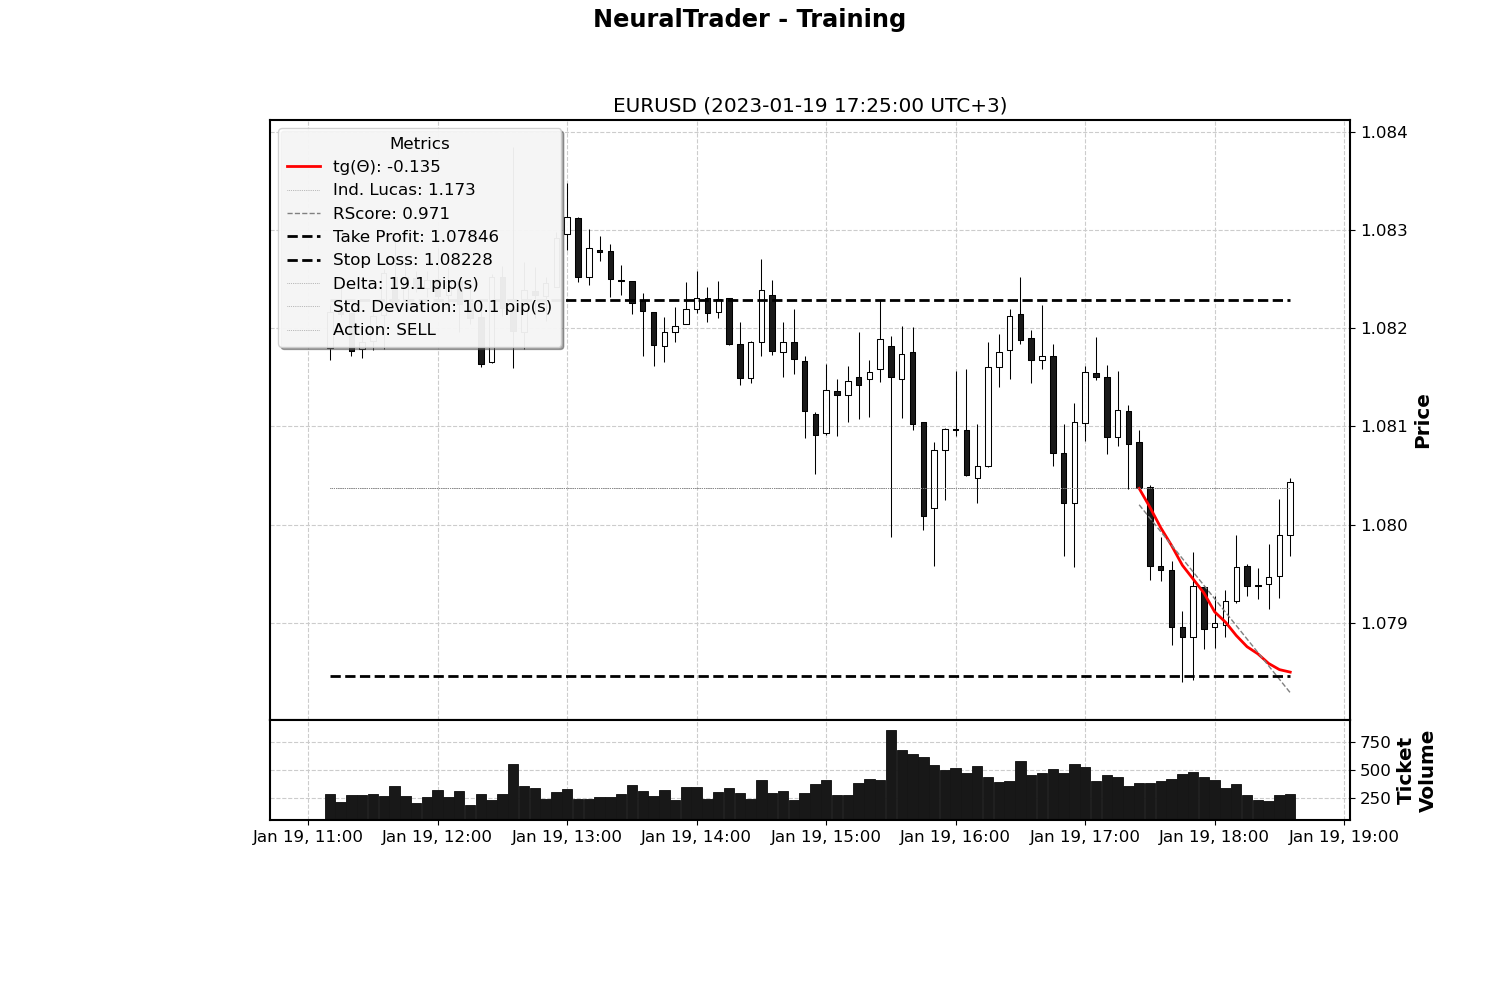 NeuralTrader - Training
EURUSD (2023-01-19 17:25:00 UTC+3)
Metrics
tg(Θ): -0.135
Ind. Lucas: 1.173
RScore: 0.971
Take Profit: 1.07846
Stop Loss: 1.08228
Delta: 19.1 pip(s)
Std. Deviation: 10.1 pip(s)
Action: SELL
1.084
1.083
1.082
1.081
1.080
1.079
Price
750
500
250
Ticket
Volume
Jan 19, 11:00
Jan 19, 12:00
Jan 19, 13:00
Jan 19, 14:00
Jan 19, 15:00
Jan 19, 16:00
Jan 19, 17:00
Jan 19, 18:00
Jan 19, 19:00